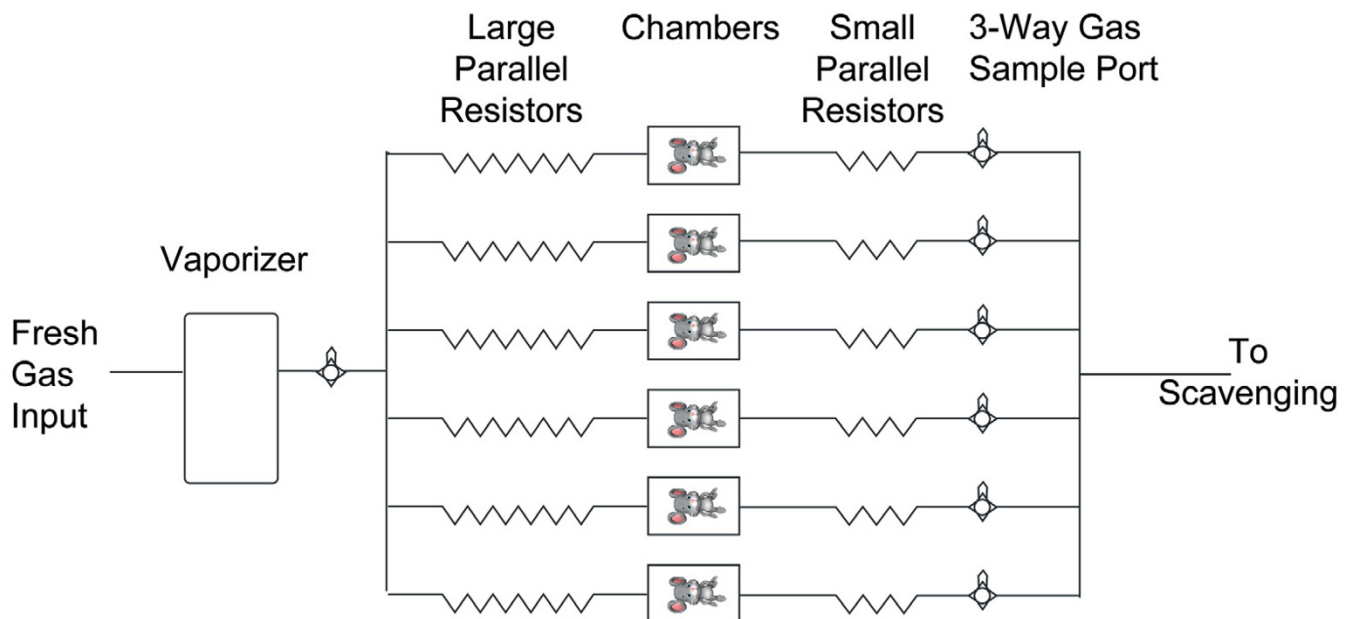 Large
Parallel
Resistors
Chambers
Small
Parallel
Resistors
3-Way Gas
Sample Port
Vaporizer
Fresh
Gas
Input
To
Scavenging